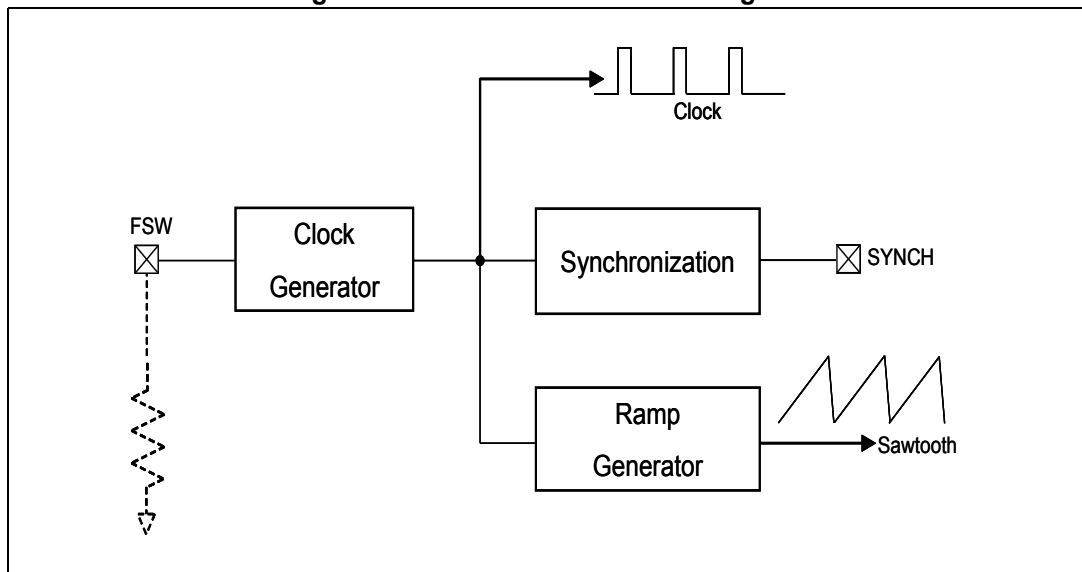 Clock
FSW
Clock
Generator
Synchronization
SYNCH
Ramp
Generator
Sawtooth